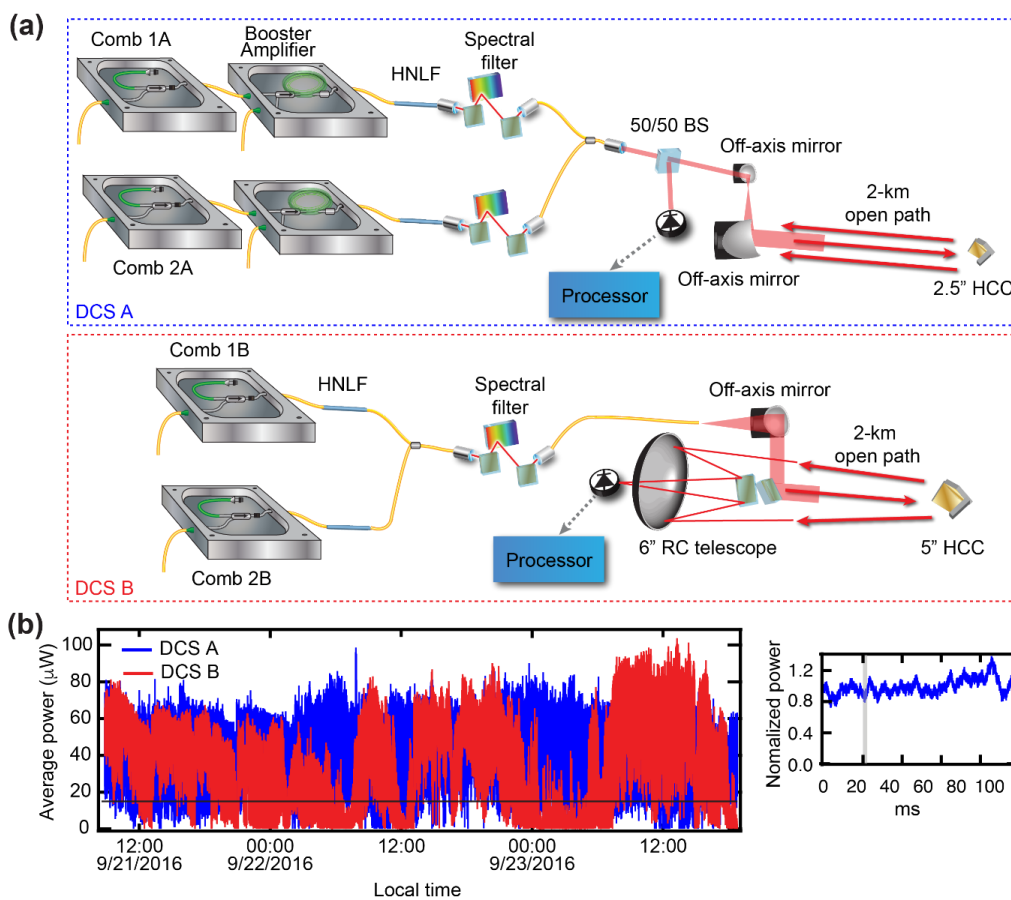 (a)
Comb 1A
Booster
Amplifier
HNLF
Spectral
filter
50/50 BS
Off-axis mirror
2-km
open path
Comb 2A
Off-axis mirror
2.5” HCC
Processor
DCS A
Comb 1B
HNLF
Spectral
filter
Off-axis mirror
2-km
open path
Processor
6” RC telescope
5” HCC
Comb 2B
DCS B
(b)
Average power (µW)
100
80
60
40
20
0
DCS A
DCS B
12:00
00:00
12:00
00:00
12:00
9/21/2016
9/22/2016
9/23/2016
Local time
Nomalized power
1.2
0.8
0.4
0.0
0
20
40
60
80
100
ms